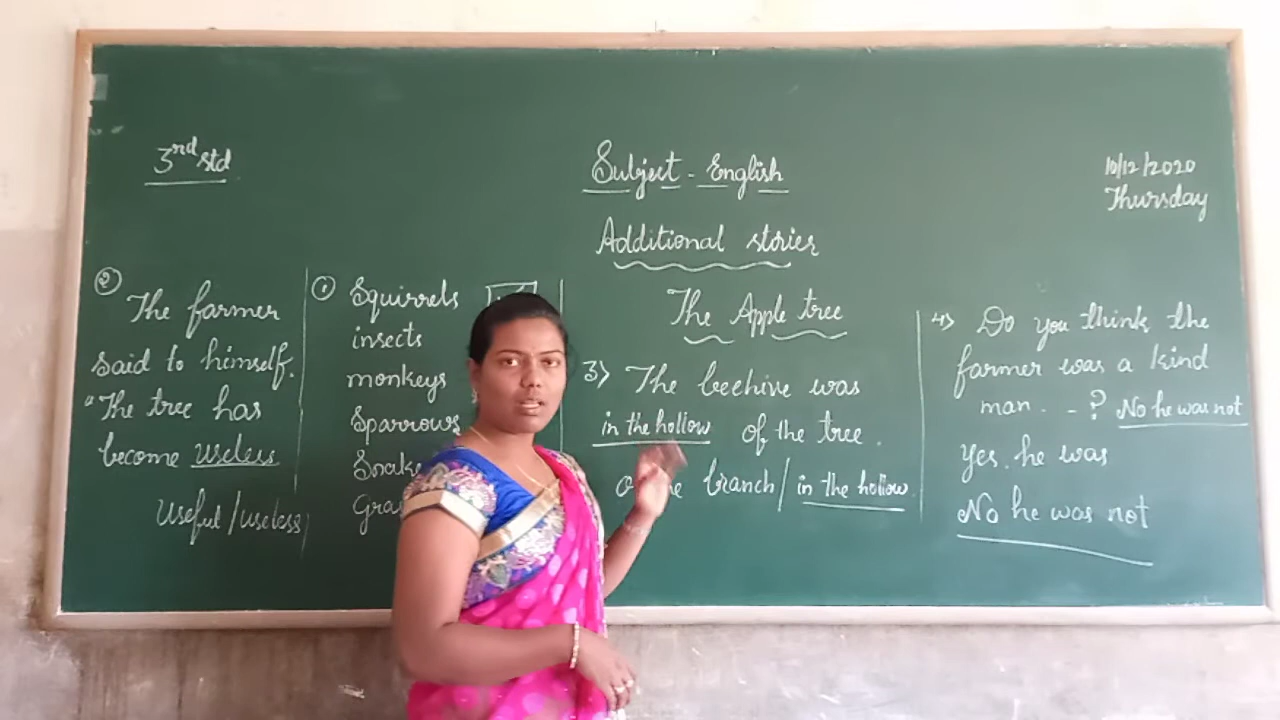 3rd std
Subject - English
10/12/2020
Thursday
Additional stories
The Apple tree
②
The farmer
said to himself.
"The tree has
become useless
Useful/useless
① Squirrels
insects
monkeys
Sparrows
Snake
3> The beehive was
in the hollow of the tree.
branch/in the hollow.
4> Do you think the
farmer was a kind
man - - ? No he was not
Yes. he was
No he was not